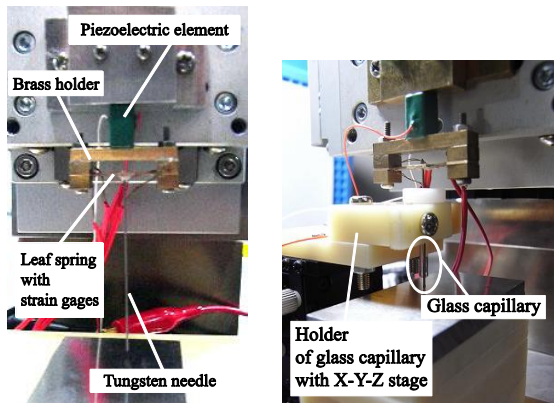 Piezoelectric element
Brass holder
Leaf spring
with
strain gages
Tungsten needle
Glass capillary
Holder
of glass capillary
with X-Y-Z stage